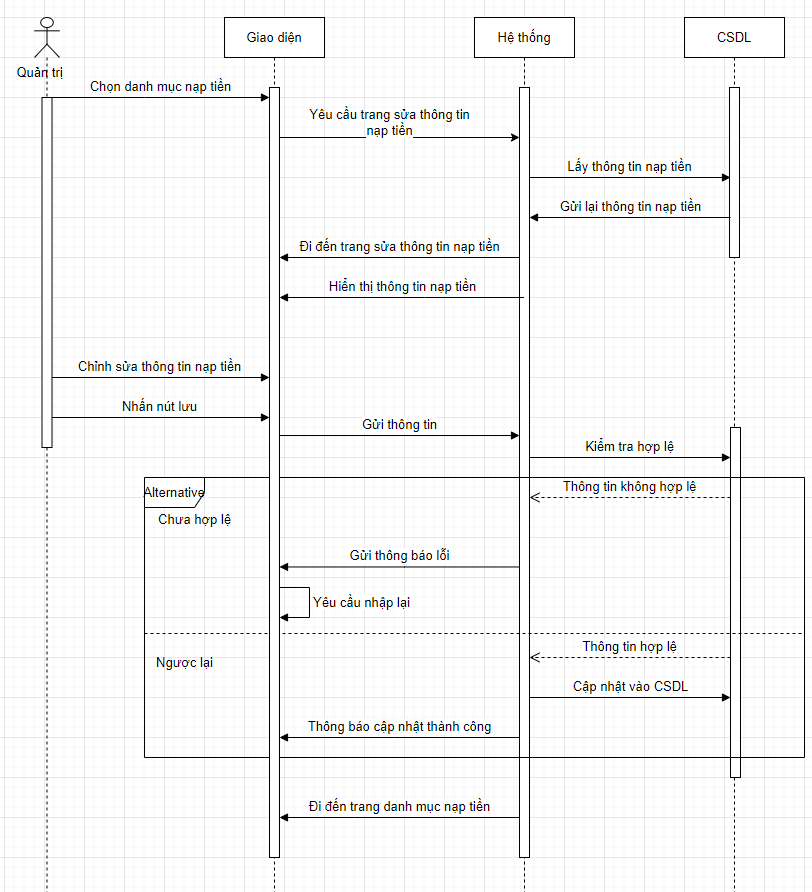 Giao diện
Hệ thống
CSDL
Quản trị
Chọn danh mục nạp tiền
Yêu cầu trang sửa thông tin
nạp tiền
Lấy thông tin nạp tiền
Gửi lại thông tin nạp tiền
Đi đến trang sửa thông tin nạp tiền
Hiển thị thông tin nạp tiền
Chỉnh sửa thông tin nạp tiền
Nhấn nút lưu
Gửi thông tin
Kiểm tra hợp lệ
Alternative
Thông tin không hợp lệ
Chưa hợp lệ
Gửi thông báo lỗi
Yêu cầu nhập lại
Thông tin hợp lệ
Ngược lại
Cập nhật vào CSDL
Thông báo cập nhật thành công
Đi đến trang danh mục nạp tiền